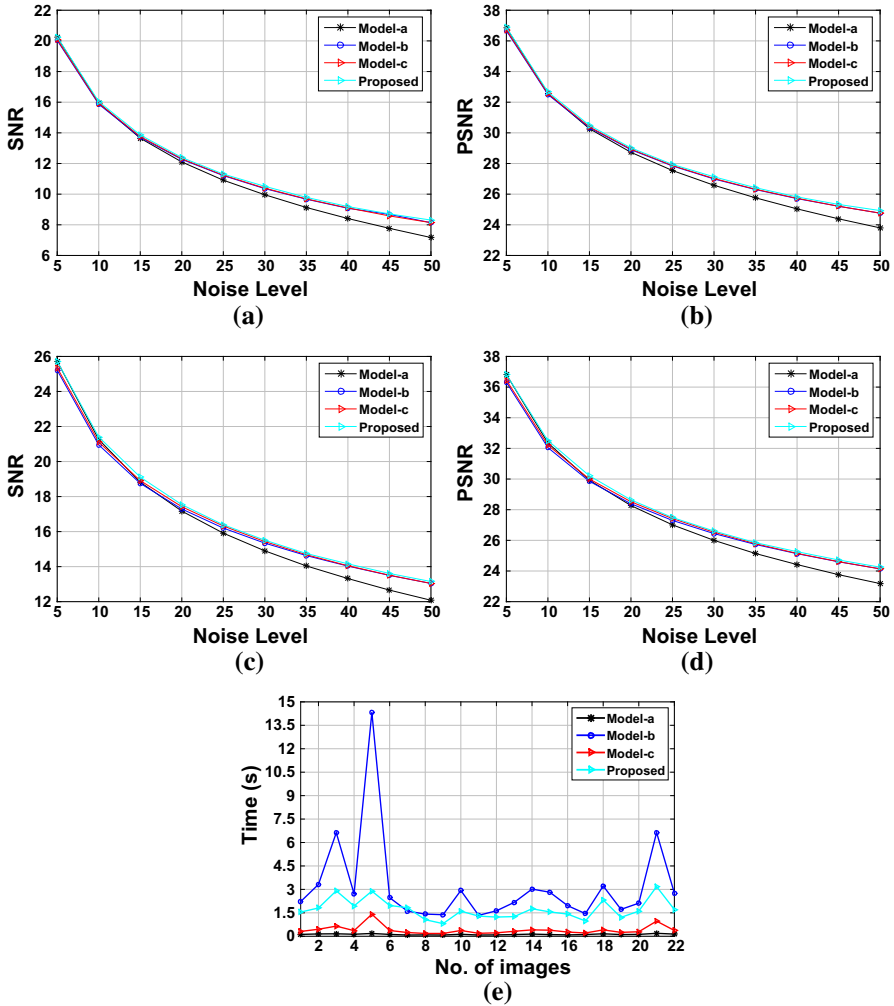 22
20
18
16
14
12
10
8
6
SNR
5 10 15 20 25 30 35 40 45 50
Noise Level
Model-a
Model-b
Model-c
Proposed
(a)
38
36
34
32
30
28
26
24
22
PSNR
5 10 15 20 25 30 35 40 45 50
Noise Level
Model-a
Model-b
Model-c
Proposed
(b)
26
24
22
20
18
16
14
12
SNR
5 10 15 20 25 30 35 40 45 50
Noise Level
Model-a
Model-b
Model-c
Proposed
(c)
38
36
34
32
30
28
26
24
22
PSNR
5 10 15 20 25 30 35 40 45 50
Noise Level
Model-a
Model-b
Model-c
Proposed
(d)
15
13.5
12
10.5
9
7.5
6
4.5
3
1.5
0
Time (s)
2 4 6 8 10 12 14 16 18 20 22
No. of images
Model-a
Model-b
Model-c
Proposed
(e)